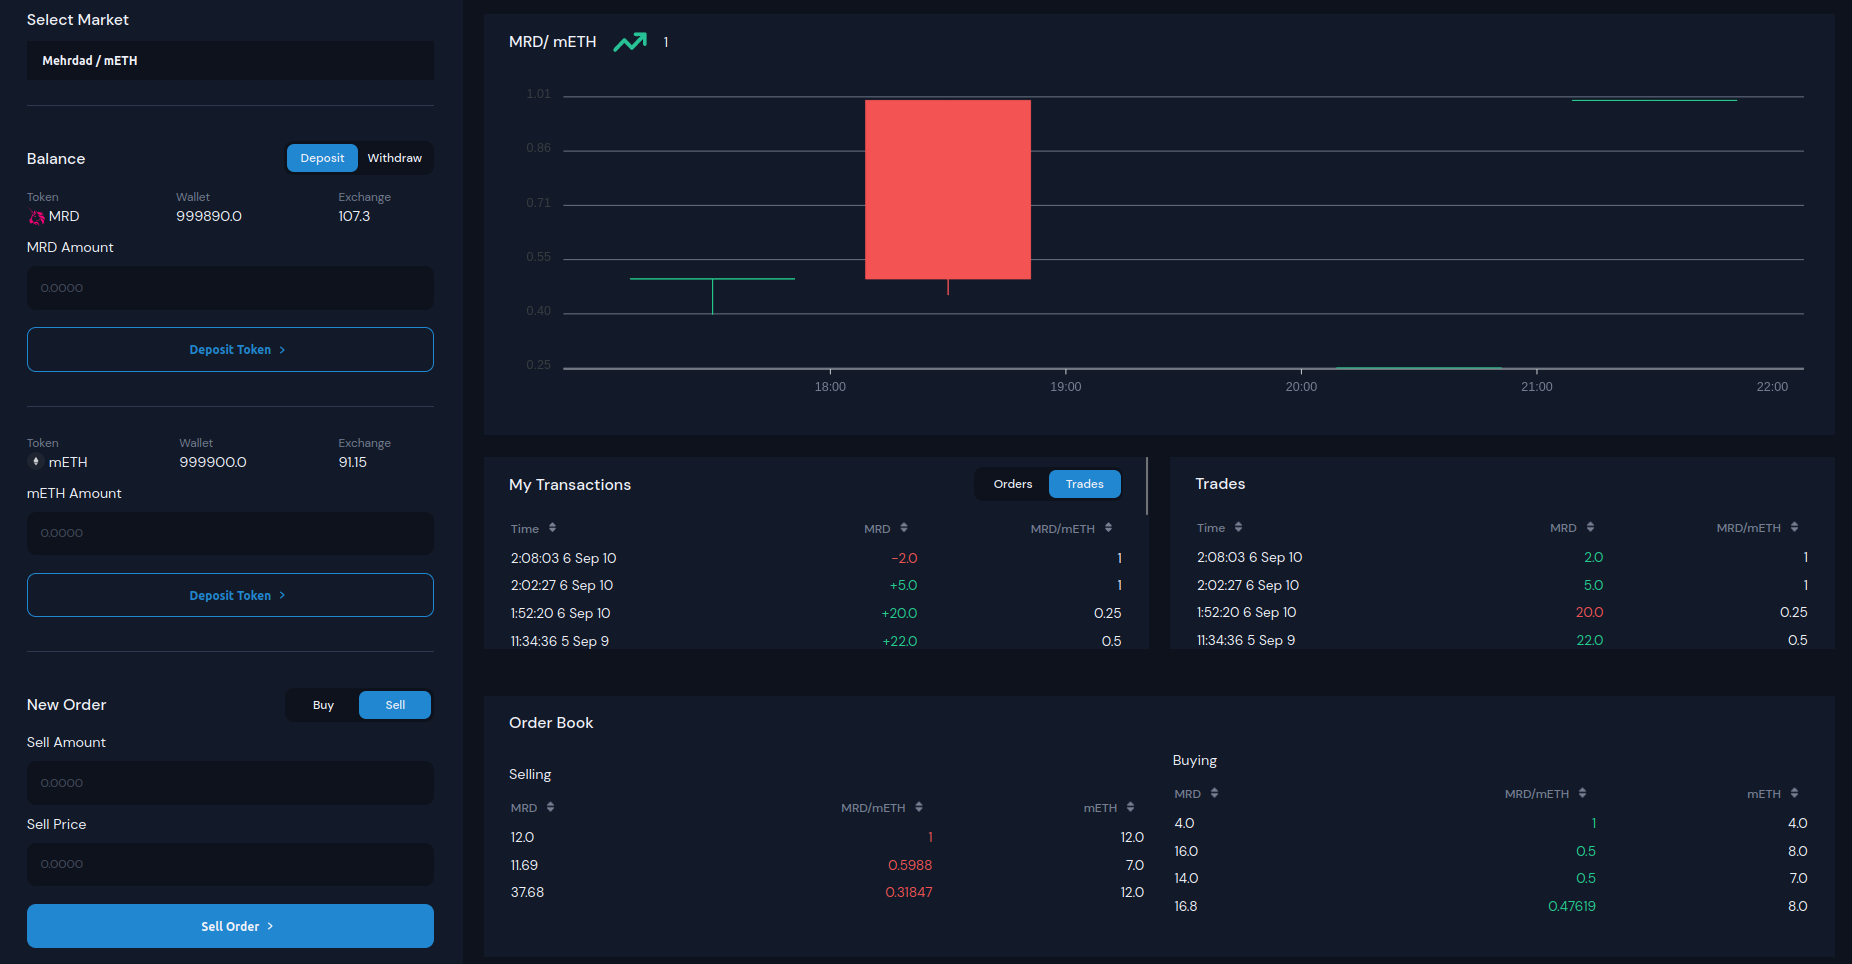 Select Market
Mehrdad / mETH
Balance
Deposit Withdraw
Token Wallet Exchange
MRD 999890.0 107.3
MRD Amount
0.0000
Deposit Token >
Token Wallet Exchange
mETH 999900.0 91.15
mETH Amount
0.0000
Deposit Token >
New Order
Buy Sell
Sell Amount
0.0000
Sell Price
0.0000
Sell Order >
MRD/ mETH 1
1.01
0.86
0.71
0.55
0.40
0.25
18:00 19:00 20:00 21:00 22:00
My Transactions
Orders Trades
Time MRD MRD/mETH
2:08:03 6 Sep 10 -2.0 1
2:02:27 6 Sep 10 +5.0 1
1:52:20 6 Sep 10 +20.0 0.25
11:34:36 5 Sep 9 +22.0 0.5
Trades
Time MRD MRD/mETH
2:08:03 6 Sep 10 2.0 1
2:02:27 6 Sep 10 5.0 1
1:52:20 6 Sep 10 20.0 0.25
11:34:36 5 Sep 9 22.0 0.5
Order Book
Selling
MRD MRD/mETH mETH
12.0 1 12.0
11.69 0.5988 7.0
37.68 0.31847 12.0
Buying
MRD MRD/mETH mETH
4.0 1 4.0
16.0 0.5 8.0
14.0 0.5 7.0
16.8 0.47619 8.0